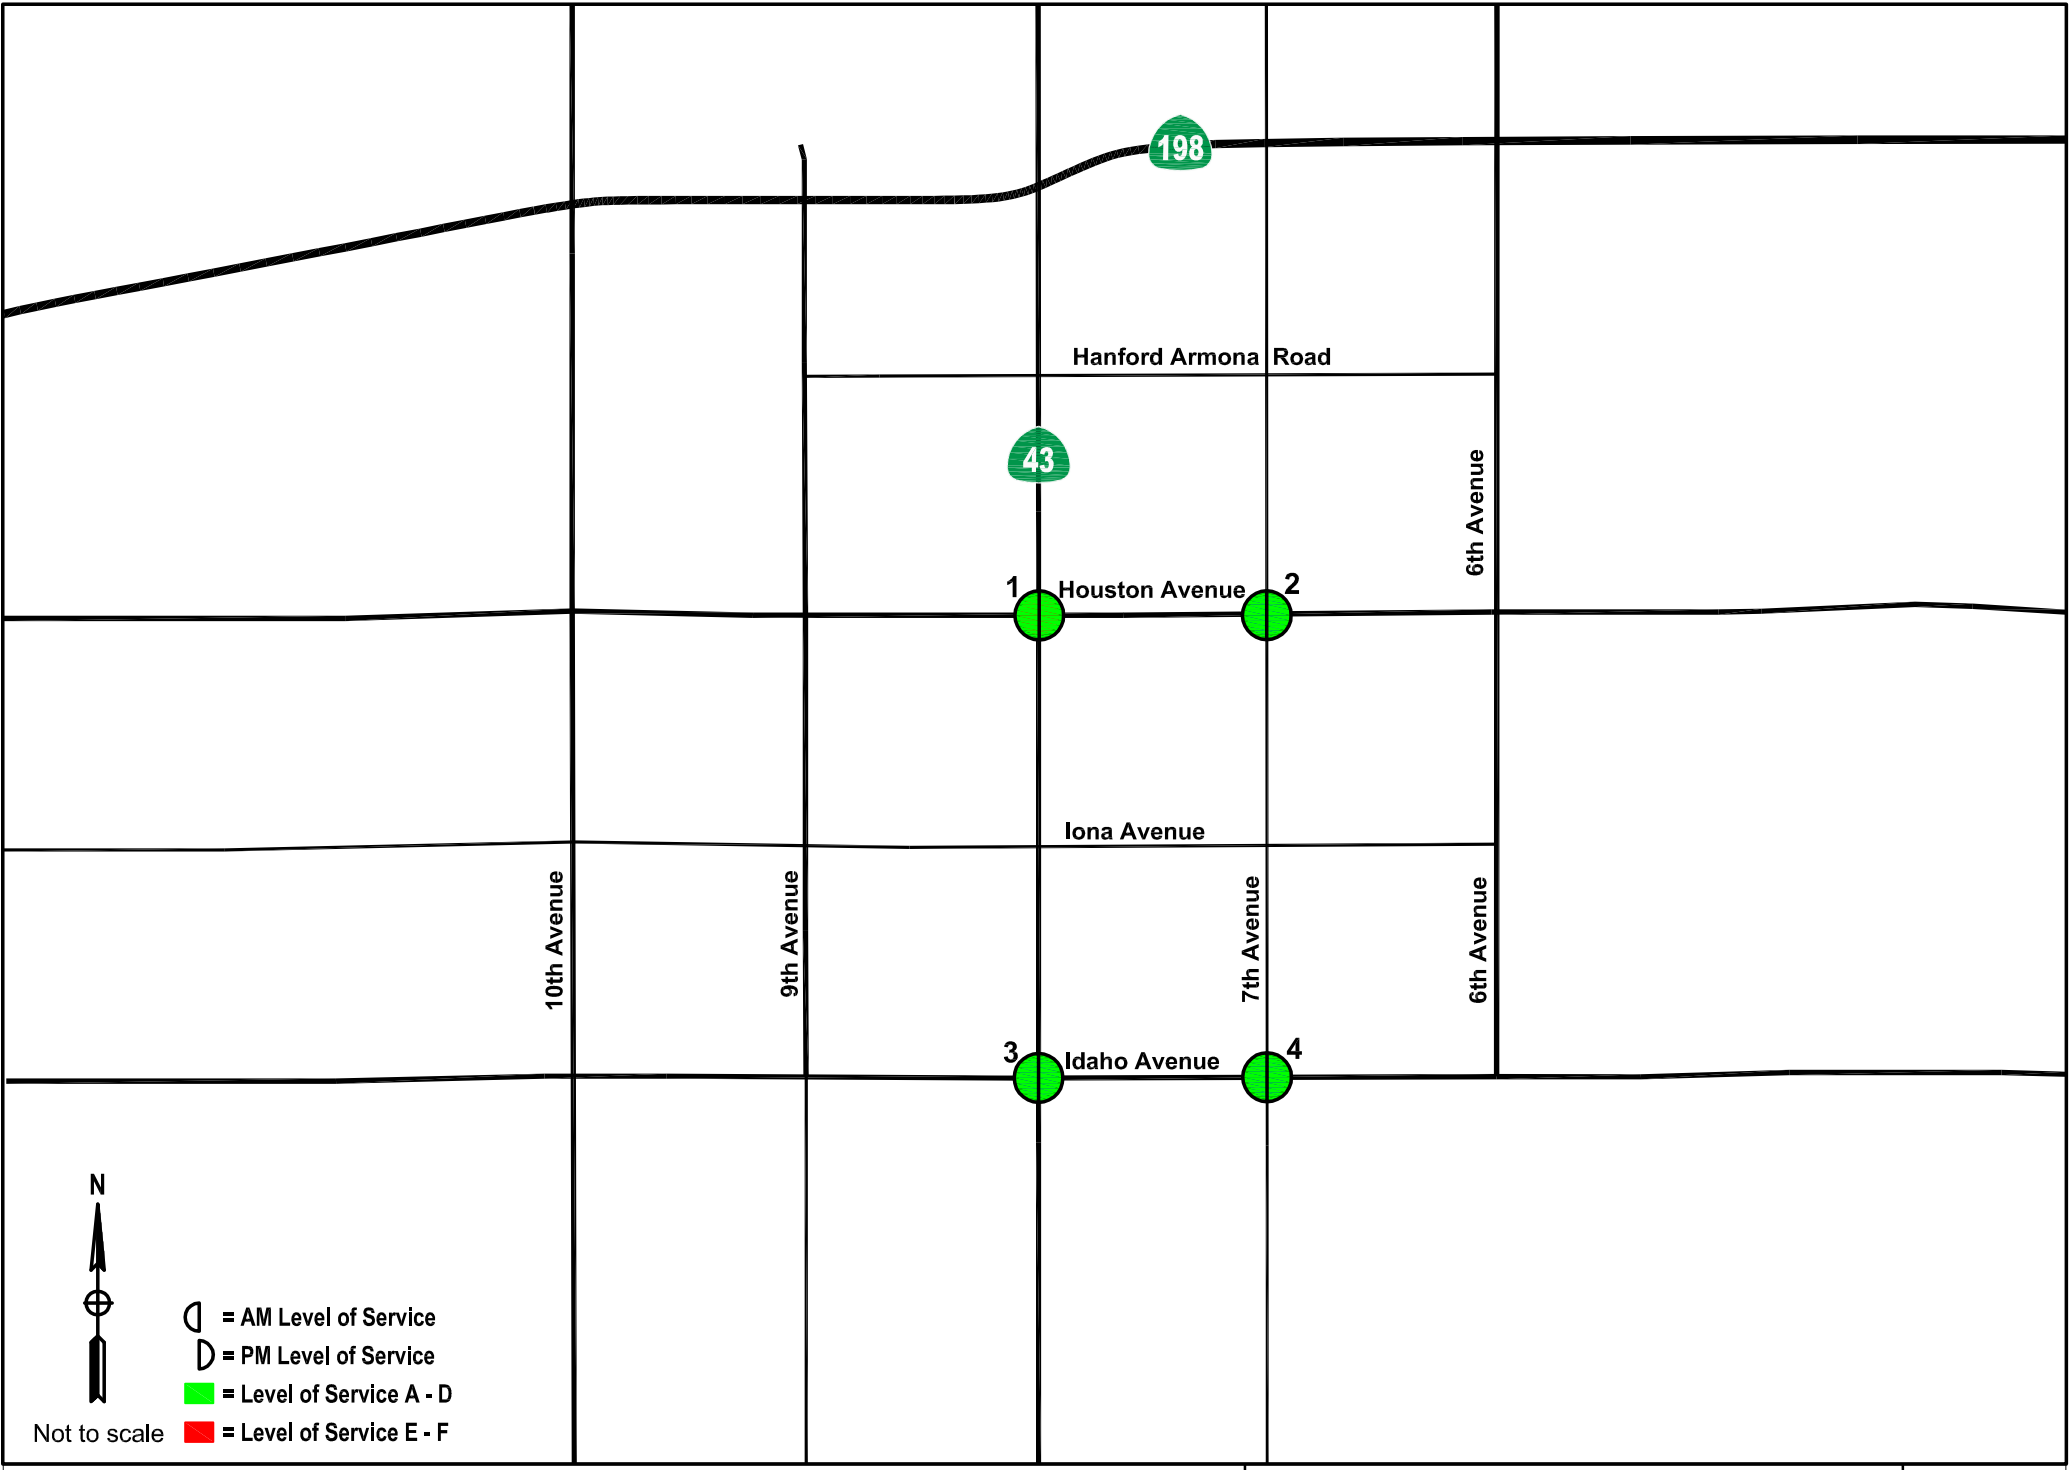 198
Hanford Armona Road
43
6th Avenue
1
Houston Avenue
2
Iona Avenue
10th Avenue
9th Avenue
7th Avenue
6th Avenue
3
Idaho Avenue
4
N
= AM Level of Service
= PM Level of Service
= Level of Service A - D
= Level of Service E - F
Not to scale